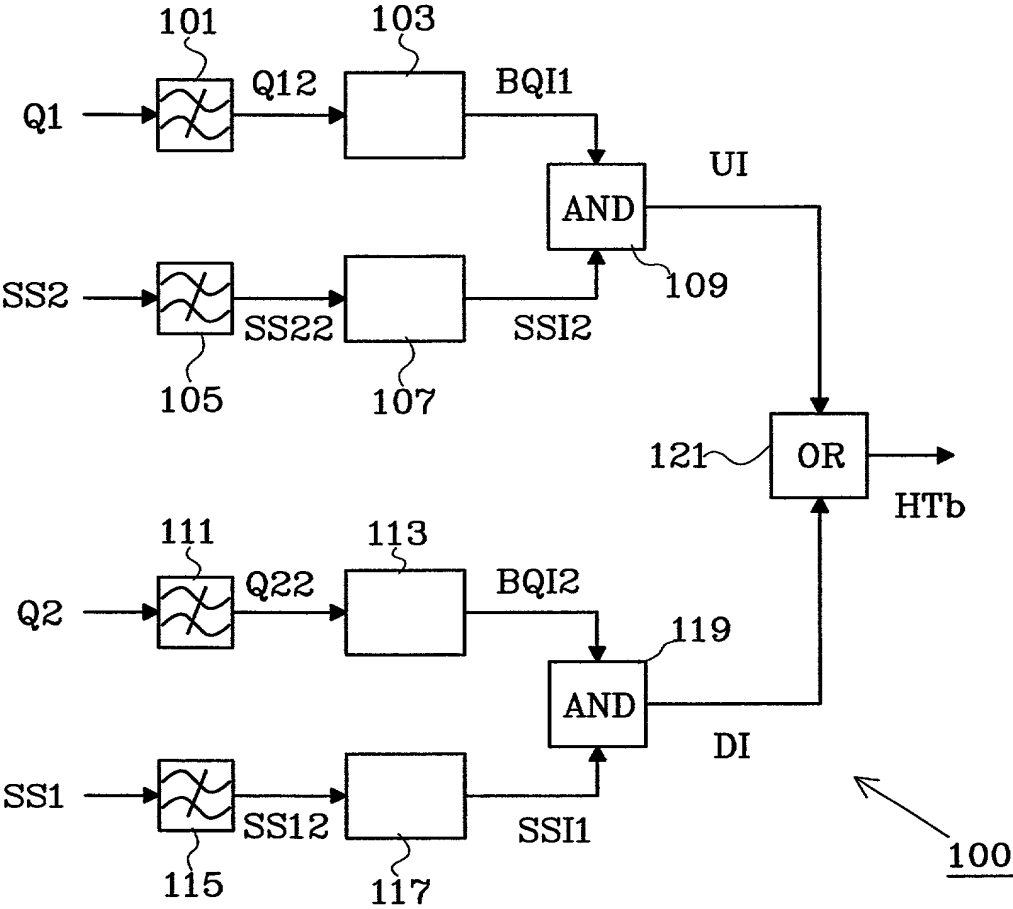 101
103
Q1
Q12
BQI1
AND
UI
109
SS2
SS22
SSI2
105
107
121
OR
HTb
111
113
Q2
Q22
BQI2
119
AND
DI
SS1
SS12
SSI1
115
117
100